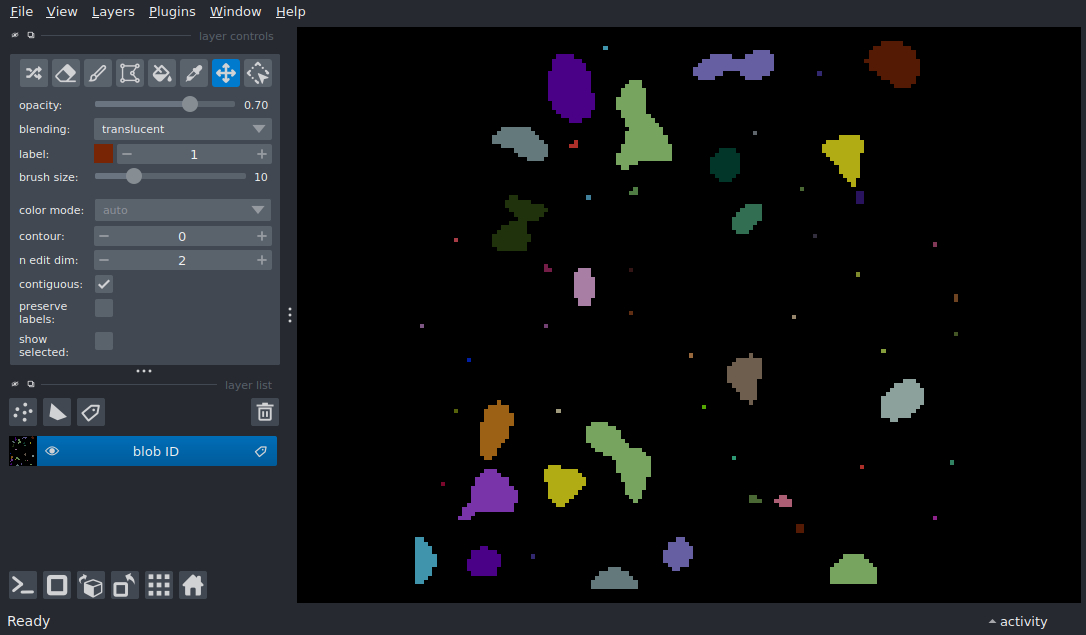 File View Layers Plugins Window Help
layer controls
opacity: 0.70
blending: translucent
label: 1
brush size: 10
color mode: auto
contour: 0
n edit dim: 2
contiguous:
preserve
labels:
show
selected:
layer list
blob ID
Ready
activity